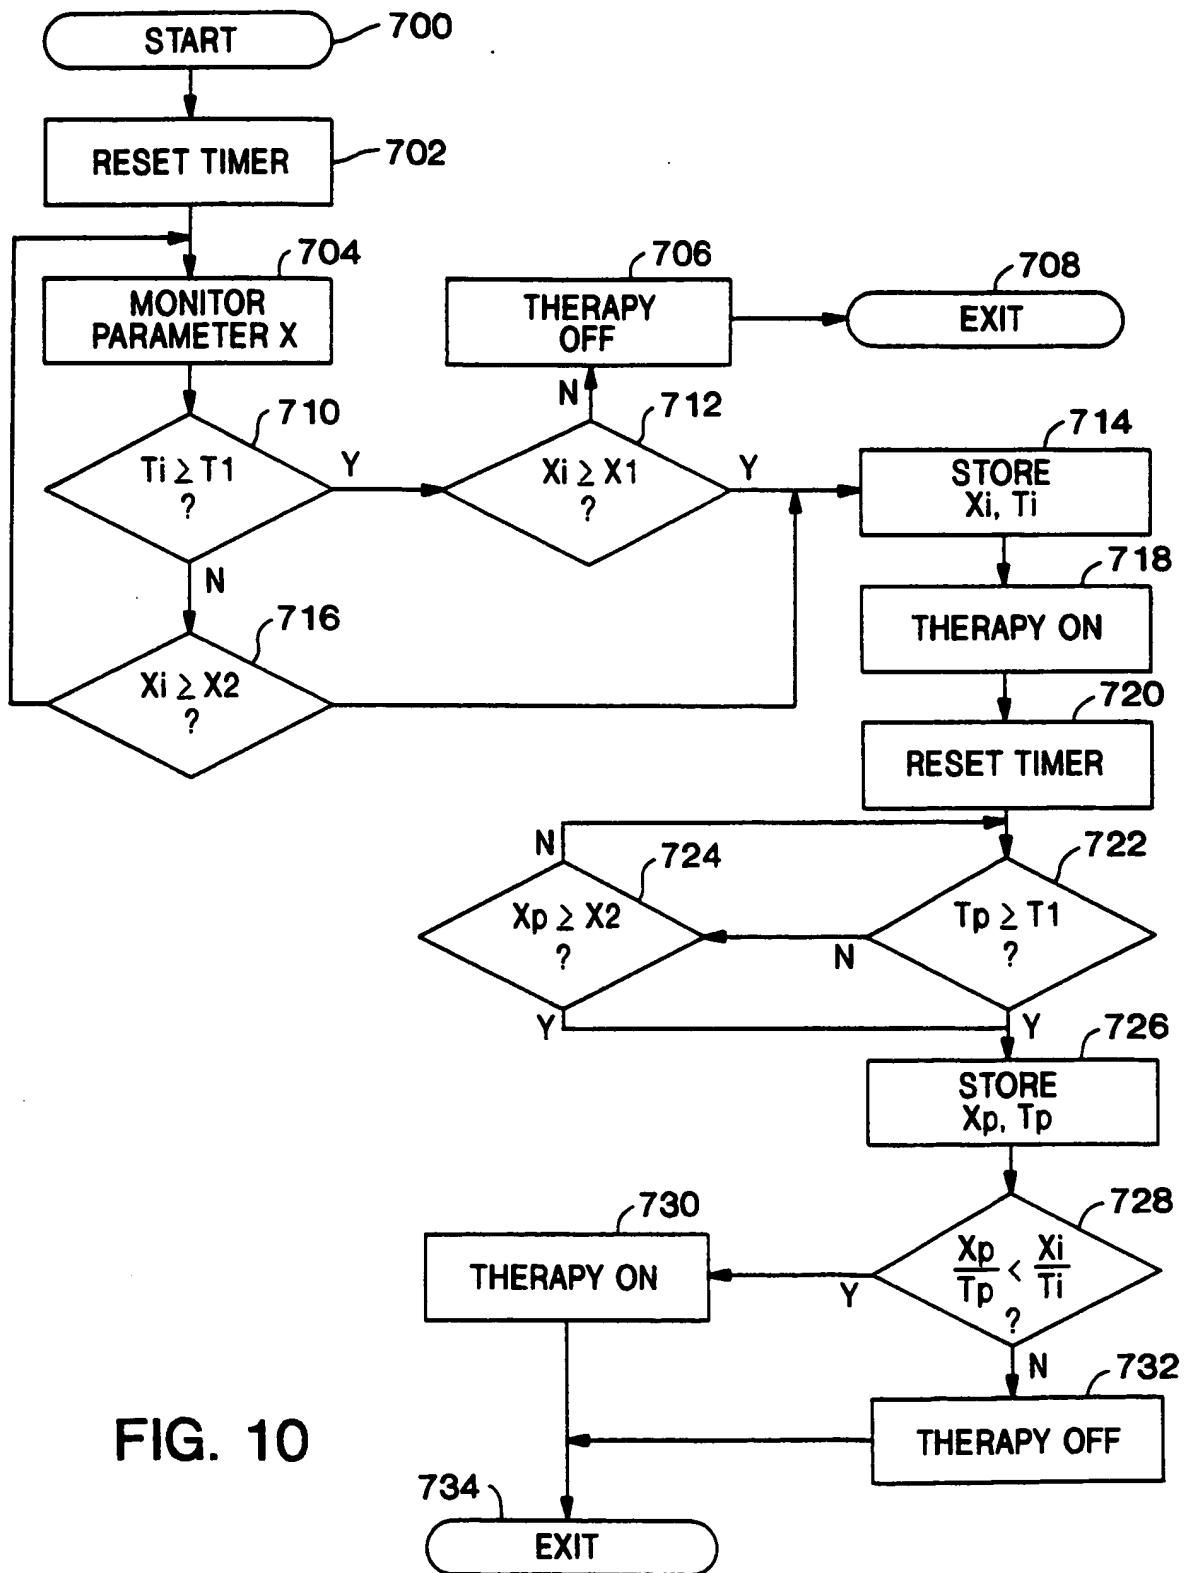 START
700
RESET TIMER
702
704
MONITOR
PARAMETER X
706
THERAPY
OFF
708
EXIT
710
Ti ≥ T1
?
Y
N
712
Xi ≥ X1
?
N
Y
714
STORE
Xi, Ti
716
Xi ≥ X2
?
718
THERAPY ON
720
RESET TIMER
722
Tp ≥ T1
?
N
Y
724
Xp ≥ X2
?
N
Y
726
STORE
Xp, Tp
728
Xp/Tp < Xi/Ti
?
Y
N
730
THERAPY ON
732
THERAPY OFF
734
EXIT
FIG. 10